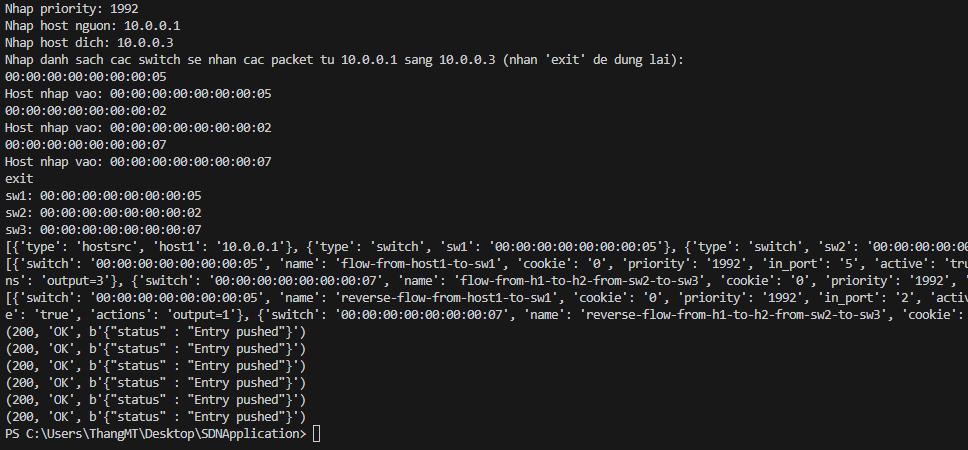 Nhap priority: 1992
Nhap host nguon: 10.0.0.1
Nhap host dich: 10.0.0.3
Nhap danh sach cac switch se nhan cac packet tu 10.0.0.1 sang 10.0.0.3 (nhan 'exit' de dung lai):
00:00:00:00:00:00:00:05
Host nhap vao: 00:00:00:00:00:00:00:05
00:00:00:00:00:00:00:02
Host nhap vao: 00:00:00:00:00:00:00:02
00:00:00:00:00:00:00:07
Host nhap vao: 00:00:00:00:00:00:00:07
exit
sw1: 00:00:00:00:00:00:00:05
sw2: 00:00:00:00:00:00:00:02
sw3: 00:00:00:00:00:00:00:07
[{'type': 'hostsrc', 'host1': '10.0.0.1'}, {'type': 'switch', 'sw1': '00:00:00:00:00:00:00:05'}, {'type': 'switch', 'sw2': '00:00:00:00
[{'switch': '00:00:00:00:00:00:00:05', 'name': 'flow-from-host1-to-sw1', 'cookie': '0', 'priority': '1992', 'in_port': '5', 'active': 'tru
ns': 'output=3'}, {'switch': '00:00:00:00:00:00:00:07', 'name': 'flow-from-h1-to-h2-from-sw2-to-sw3', 'cookie': '0', 'priority': '1992', '
[{'switch': '00:00:00:00:00:00:00:05', 'name': 'reverse-flow-from-host1-to-sw1', 'cookie': '0', 'priority': '1992', 'in_port': '2', 'activ
e': 'true', 'actions': 'output=1'}, {'switch': '00:00:00:00:00:00:00:07', 'name': 'reverse-flow-from-h1-to-h2-from-sw2-to-sw3', 'cookie':
(200, 'OK', b'{"status" : "Entry pushed"}')
(200, 'OK', b'{"status" : "Entry pushed"}')
(200, 'OK', b'{"status" : "Entry pushed"}')
(200, 'OK', b'{"status" : "Entry pushed"}')
(200, 'OK', b'{"status" : "Entry pushed"}')
(200, 'OK', b'{"status" : "Entry pushed"}')
PS C:\Users\ThangMT\Desktop\SDNApplication>